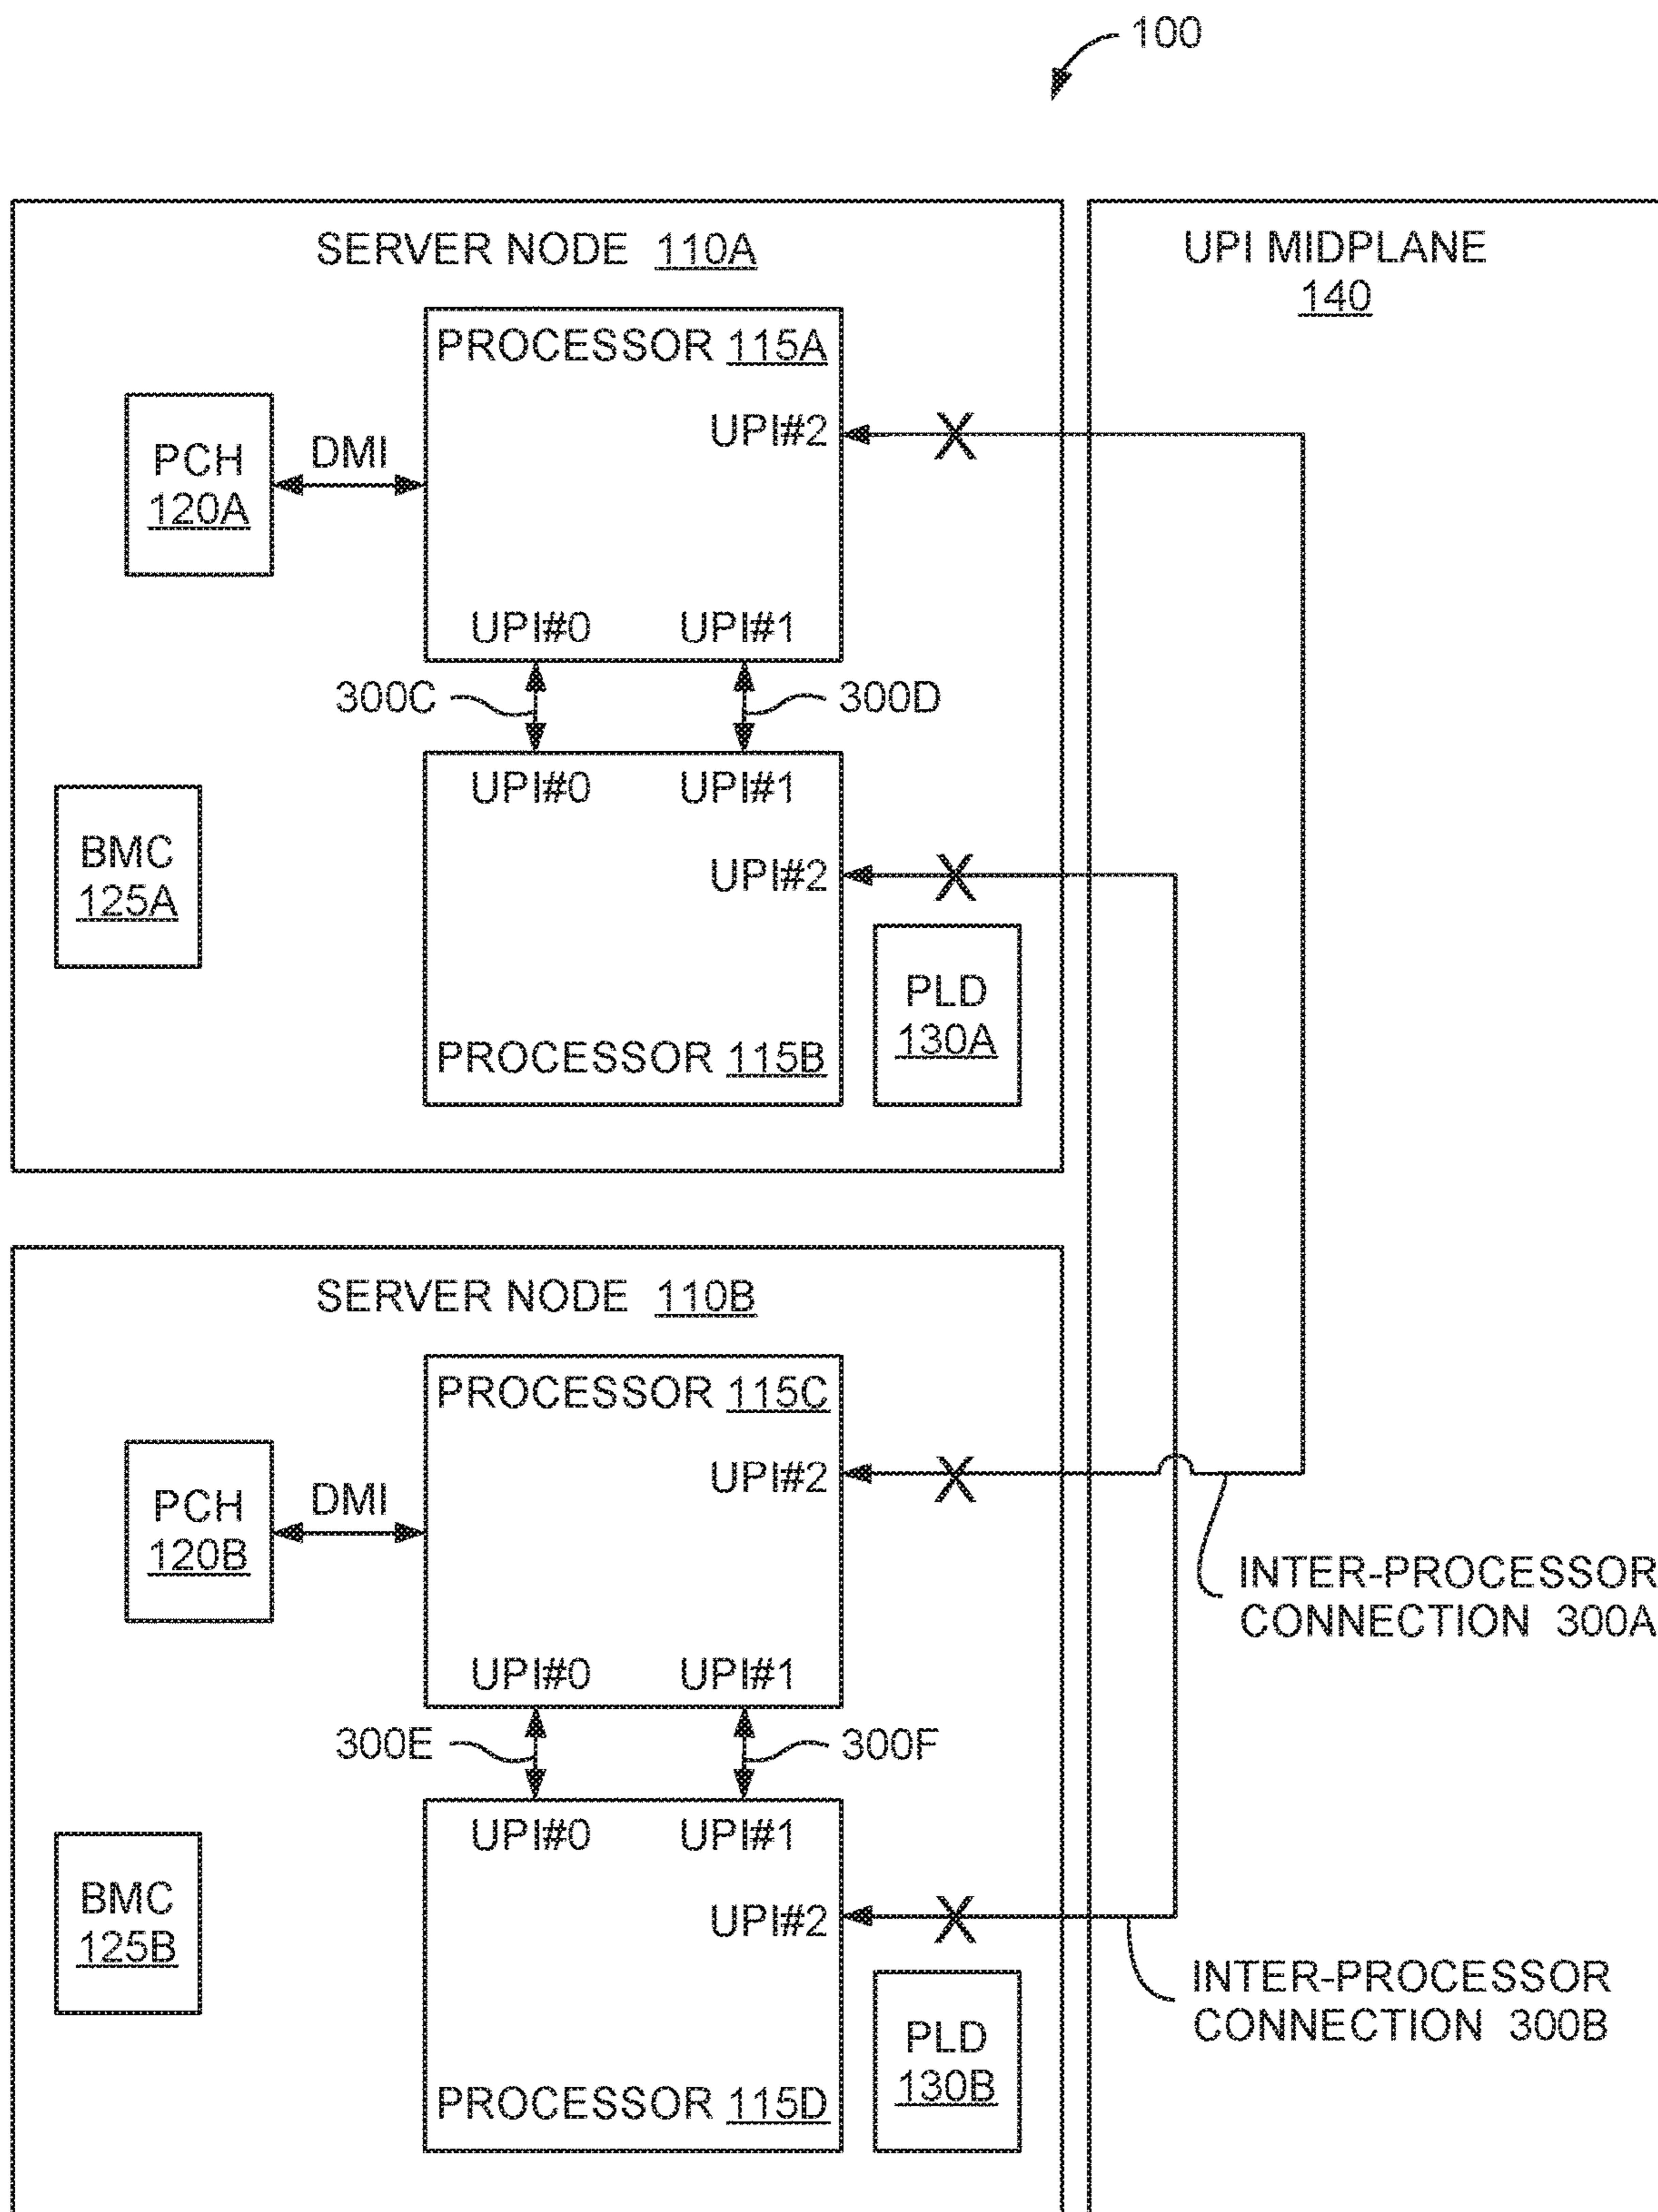 100
SERVER NODE 110A
UPI MIDPLANE
140
PROCESSOR 115A
UPI#2
X
PCH
120A
DMI
UPI#0 UPI#1
300C
300D
UPI#0 UPI#1
BMC
125A
UPI#2
X
PLD
130A
PROCESSOR 115B
SERVER NODE 110B
PROCESSOR 115C
UPI#2
X
PCH
120B
DMI
INTER-PROCESSOR
CONNECTION 300A
UPI#0 UPI#1
300E
300F
UPI#0 UPI#1
BMC
125B
UPI#2
X
INTER-PROCESSOR
CONNECTION 300B
PLD
130B
PROCESSOR 115D